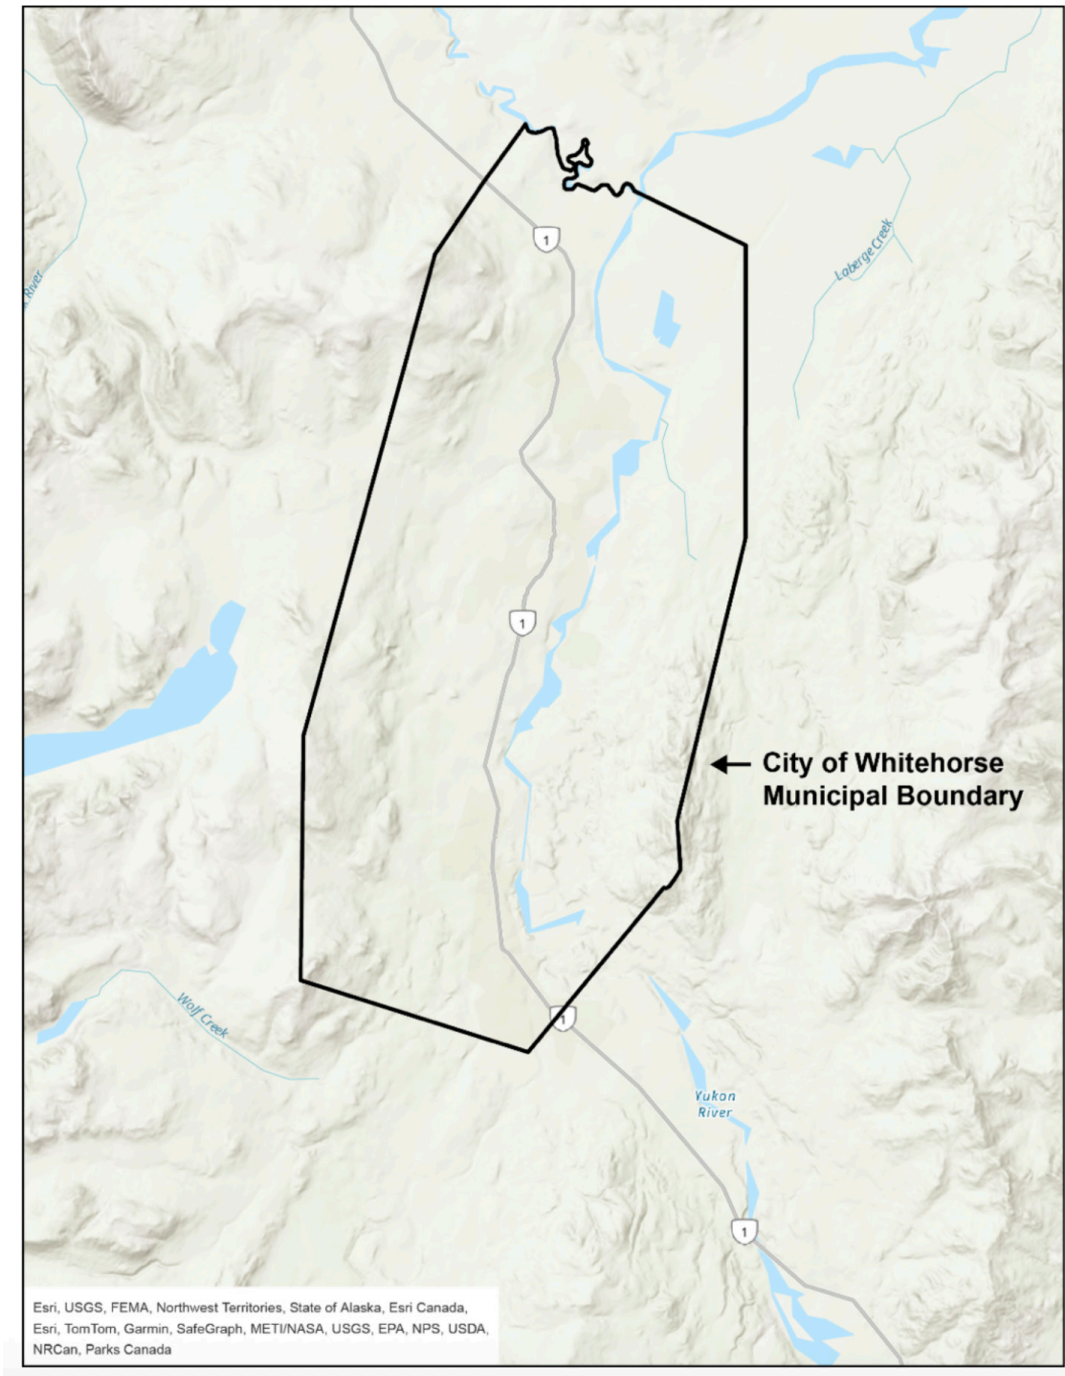 1
Laberge Creek
River
1
City of Whitehorse
Municipal Boundary
Wolf Creek
1
Yukon
River
1
Esri, USGS, FEMA, Northwest Territories, State of Alaska, Esri Canada,
Esri, TomTom, Garmin, SafeGraph, METI/NASA, USGS, EPA, NPS, USDA,
NRCan, Parks Canada